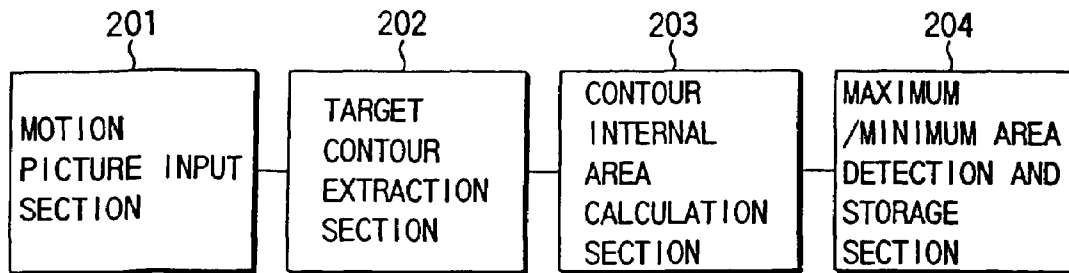 201
202
203
204
MOTION
PICTURE INPUT
SECTION
TARGET
CONTOUR
EXTRACTION
SECTION
CONTOUR
INTERNAL
AREA
CALCULATION
SECTION
MAXIMUM
/MINIMUM AREA
DETECTION AND
STORAGE
SECTION